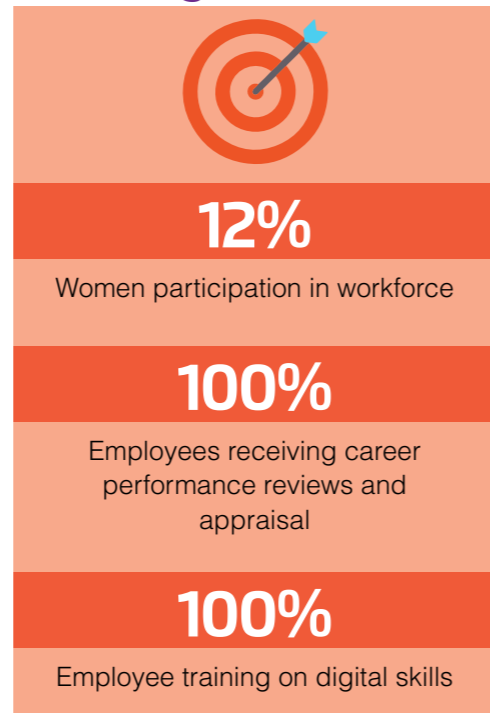 12%
Women participation in workforce
100%
Employees receiving career
performance reviews and
appraisal
100%
Employee training on digital skills